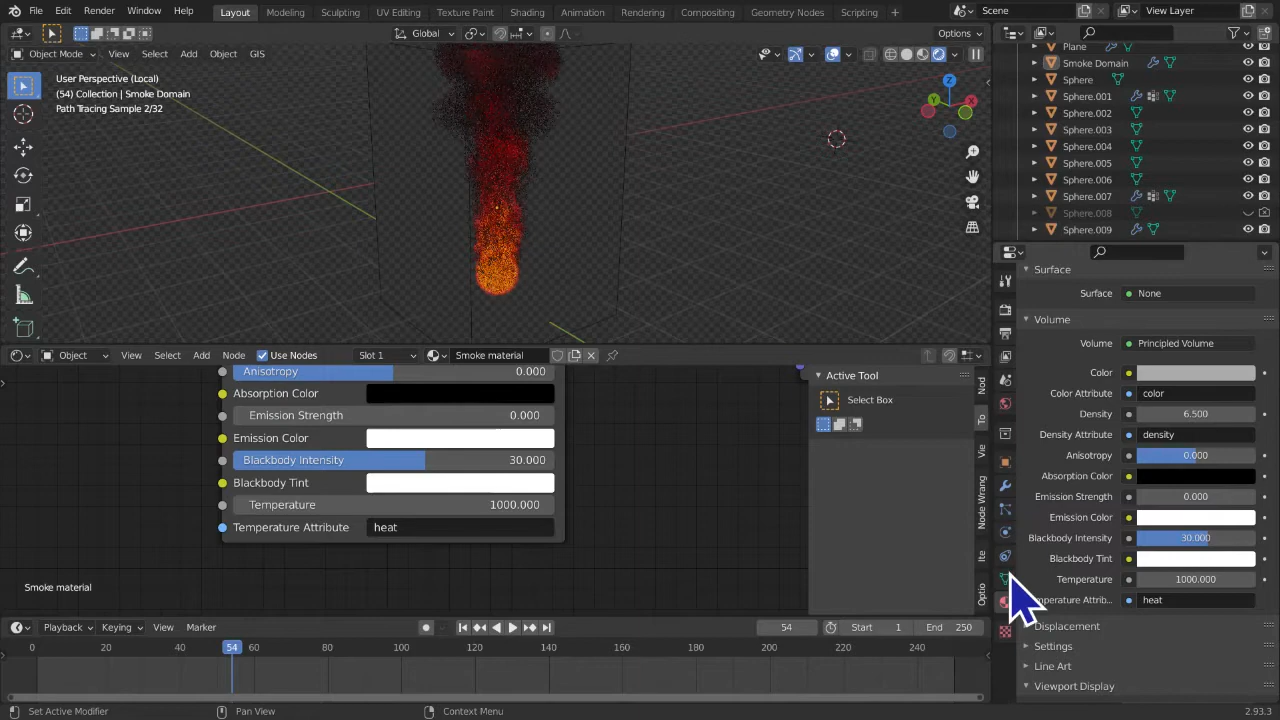 File Edit Render Window Help Layout Modeling Sculpting UV Editing Texture Paint Shading Animation Rendering Compositing Geometry Nodes Scripting + Scene View Layer
Global Options
Object Mode View Select Add Object GIS
User Perspective (Local)
(54) Collection | Smoke Domain
Path Tracing Sample 2/32
Z
Y
X
Plane
Smoke Domain
Sphere
Sphere.001
Sphere.002
Sphere.003
Sphere.004
Sphere.005
Sphere.006
Sphere.007
Sphere.008
Sphere.009
Object View Select Add Node Use Nodes Slot 1 Smoke material
Anisotropy 0.000
Absorption Color
Emission Strength 0.000
Emission Color
Blackbody Intensity 30.000
Blackbody Tint
Temperature 1000.000
Temperature Attribute heat
Smoke material
Active Tool
Select Box
Nod
To
Vie
Node Wrang
Ite
Optio
Surface
Surface None
Volume
Volume Principled Volume
Color
Color Attribute color
Density 6.500
Density Attribute density
Anisotropy 0.000
Absorption Color
Emission Strength 0.000
Emission Color
Blackbody Intensity 30.000
Blackbody Tint
Temperature 1000.000
mperature Attrib... heat
Displacement
Settings
Line Art
Viewport Display
Playback Keying View Marker 54 Start 1 End 250
0 20 40 54 60 80 100 120 140 160 180 200 220 240
Set Active Modifier Pan View Context Menu 2.93.3